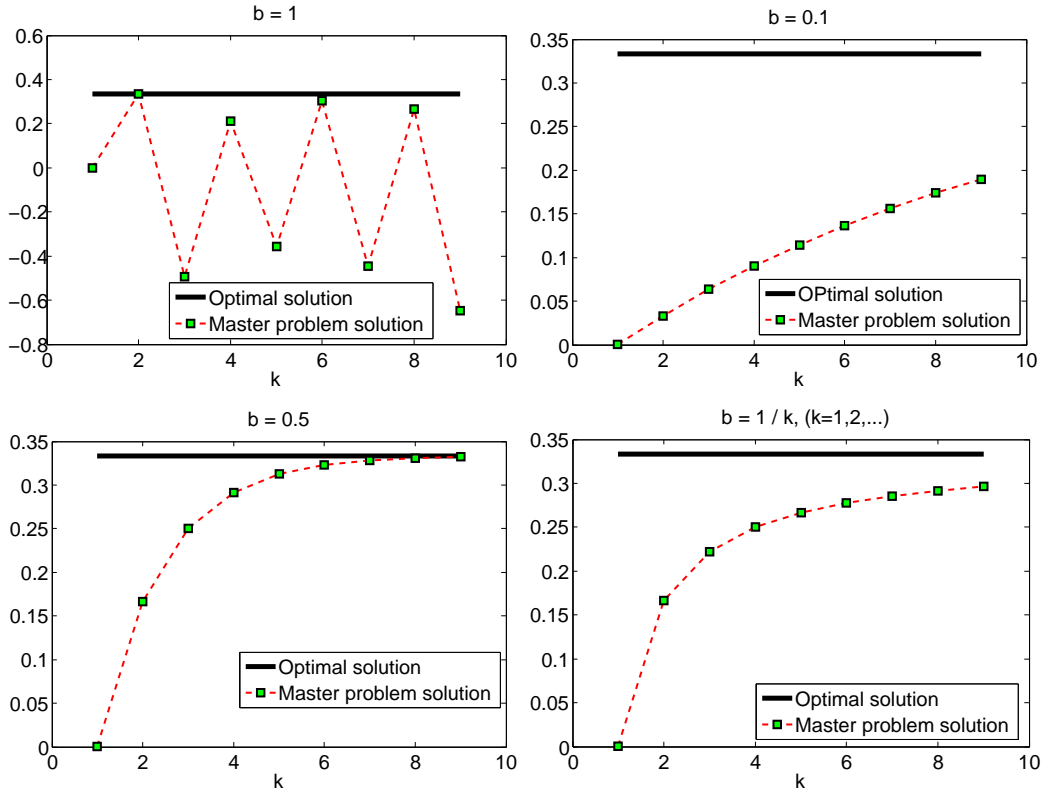 b = 1
0.6
0.4
0.2
0
−0.2
−0.4
−0.6
−0.8
0 2 4 6 8 10
k
Optimal solution
Master problem solution
b = 0.1
0.35
0.3
0.25
0.2
0.15
0.1
0.05
0
0 2 4 6 8 10
k
OPtimal solution
Master problem solution
b = 0.5
0.35
0.3
0.25
0.2
0.15
0.1
0.05
0
0 2 4 6 8 10
k
Optimal solution
Master problem solution
b = 1 / k, (k=1,2,...)
0.35
0.3
0.25
0.2
0.15
0.1
0.05
0
0 2 4 6 8 10
k
Optimal solution
Master problem solution